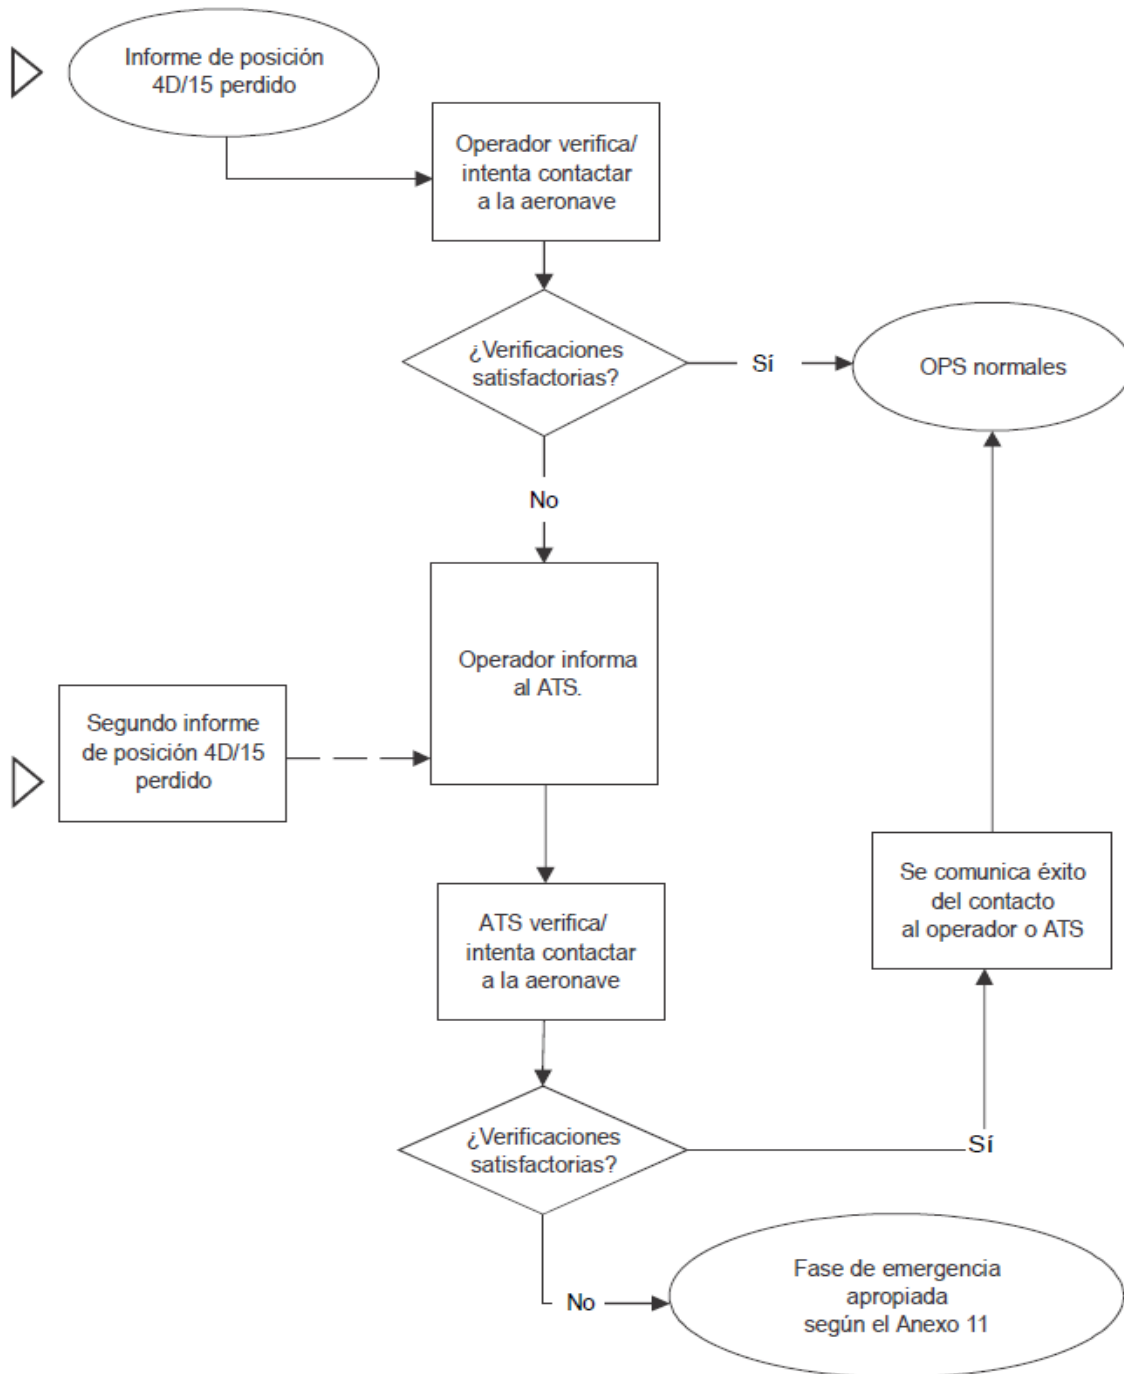 Informe de posición
4D/15 perdido
Operador verifica/
intenta contactar
a la aeronave
¿Verificaciones
satisfactorias?
Sí
OPS normales
No
Operador informa
al ATS.
Segundo informe
de posición 4D/15
perdido
ATS verifica/
intenta contactar
a la aeronave
Se comunica éxito
del contacto
al operador o ATS
¿Verificaciones
satisfactorias?
Sí
No
Fase de emergencia
apropiada
según el Anexo 11